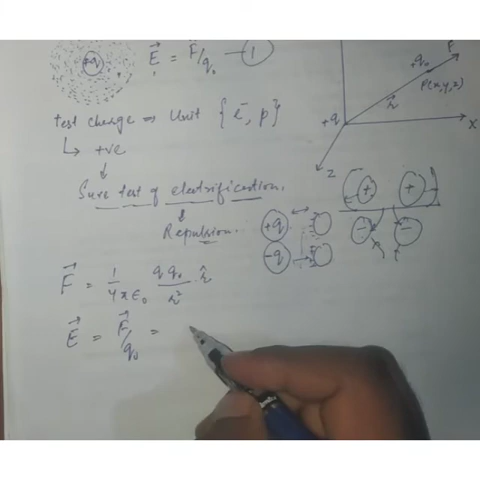 +q E⃗ = F⃗/q₀ —①
test charge ⇒ Unit {e⁻, p}
↳ +ve
Sure test of electrification.
Repulsion.
F⃗ = 1/4πε₀ qq₀/r² r̂
E⃗ = F⃗/q₀ =
F
+q₀
P(x,y,z)
r⃗
+q
X
Z
+ +
- -
+q
-q